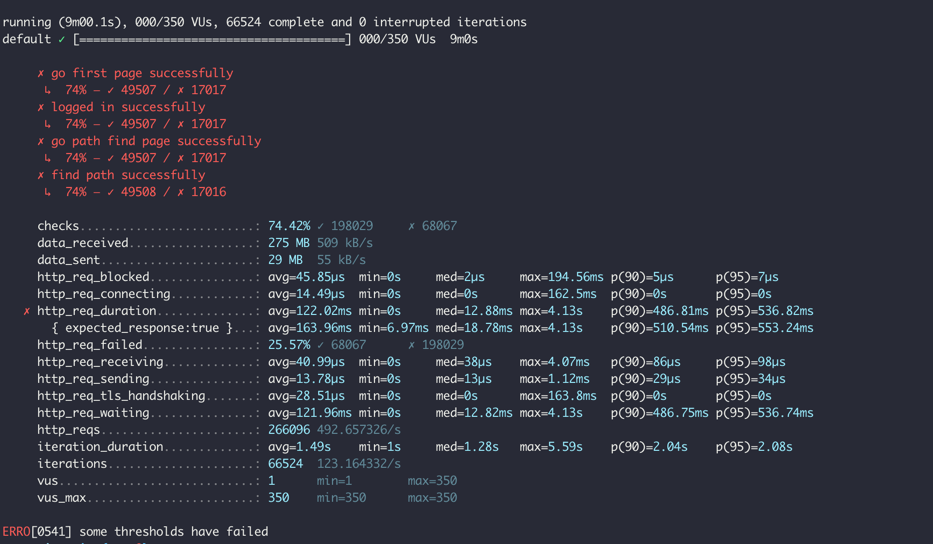 running (9m00.1s), 000/350 VUs, 66524 complete and 0 interrupted iterations
default ✓ [======================================] 000/350 VUs  9m0s
✗ go first page successfully
↳  74% — ✓ 49507 / ✗ 17017
✗ logged in successfully
↳  74% — ✓ 49507 / ✗ 17017
✗ go path find page successfully
↳  74% — ✓ 49507 / ✗ 17017
✗ find path successfully
↳  74% — ✓ 49508 / ✗ 17016
checks.........................: 74.42% ✓ 198029      ✗ 68067
data_received..................: 275 MB 509 kB/s
data_sent......................: 29 MB  55 kB/s
http_req_blocked...............: avg=45.85µs  min=0s     med=2µs     max=194.56ms p(90)=5µs      p(95)=7µs
http_req_connecting............: avg=14.49µs  min=0s     med=0s      max=162.5ms  p(90)=0s       p(95)=0s
✗ http_req_duration..............: avg=122.02ms min=0s     med=12.88ms max=4.13s    p(90)=486.81ms p(95)=536.82ms
{ expected_response:true }...: avg=163.96ms min=6.97ms med=18.78ms max=4.13s    p(90)=510.54ms p(95)=553.24ms
http_req_failed................: 25.57% ✓ 68067       ✗ 198029
http_req_receiving.............: avg=40.99µs  min=0s     med=38µs    max=4.07ms   p(90)=86µs     p(95)=98µs
http_req_sending...............: avg=13.78µs  min=0s     med=13µs    max=1.12ms   p(90)=29µs     p(95)=34µs
http_req_tls_handshaking.......: avg=28.51µs  min=0s     med=0s      max=163.8ms  p(90)=0s       p(95)=0s
http_req_waiting...............: avg=121.96ms min=0s     med=12.82ms max=4.13s    p(90)=486.75ms p(95)=536.74ms
http_reqs......................: 266096 492.657326/s
iteration_duration.............: avg=1.49s    min=1s     med=1.28s   max=5.59s    p(90)=2.04s    p(95)=2.08s
iterations.....................: 66524  123.164332/s
vus............................: 1      min=1         max=350
vus_max........................: 350    min=350       max=350
ERRO[0541] some thresholds have failed